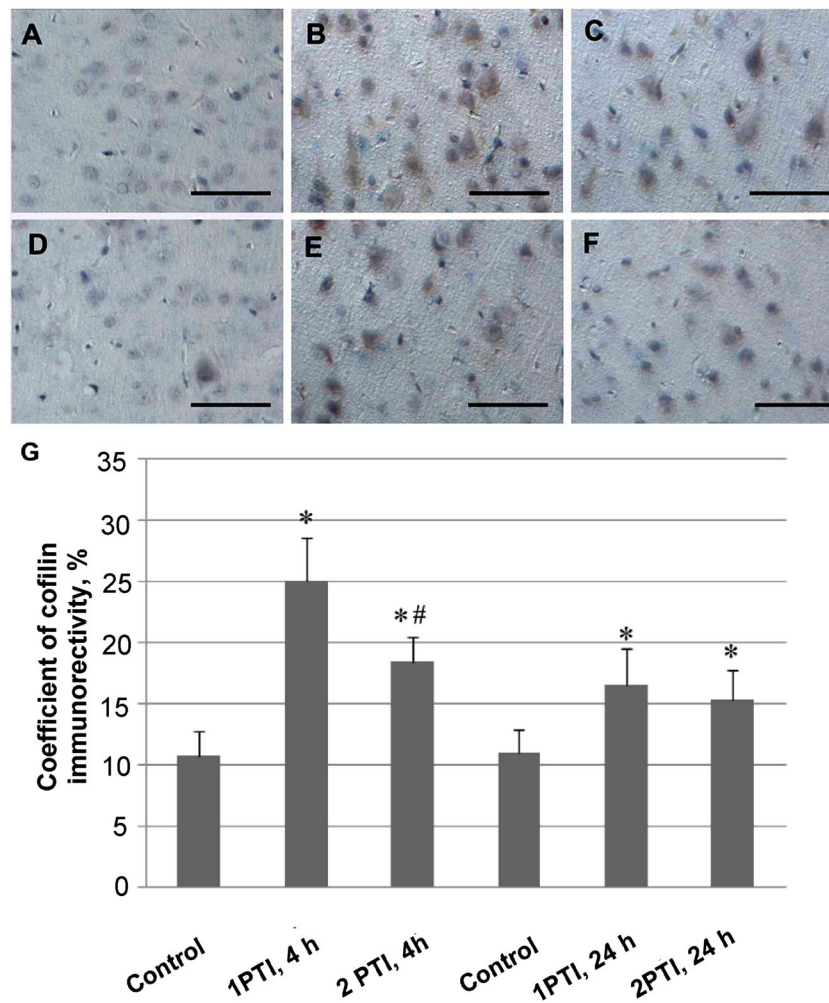 A
B
C
D
E
F
G
Coefficient of cofilin
immunorectivity, %
35
30
25
20
15
10
5
0
*
*#
*
*
Control
1PTI, 4 h
2 PTI, 4h
Control
1PTI, 24 h
2PTI, 24 h